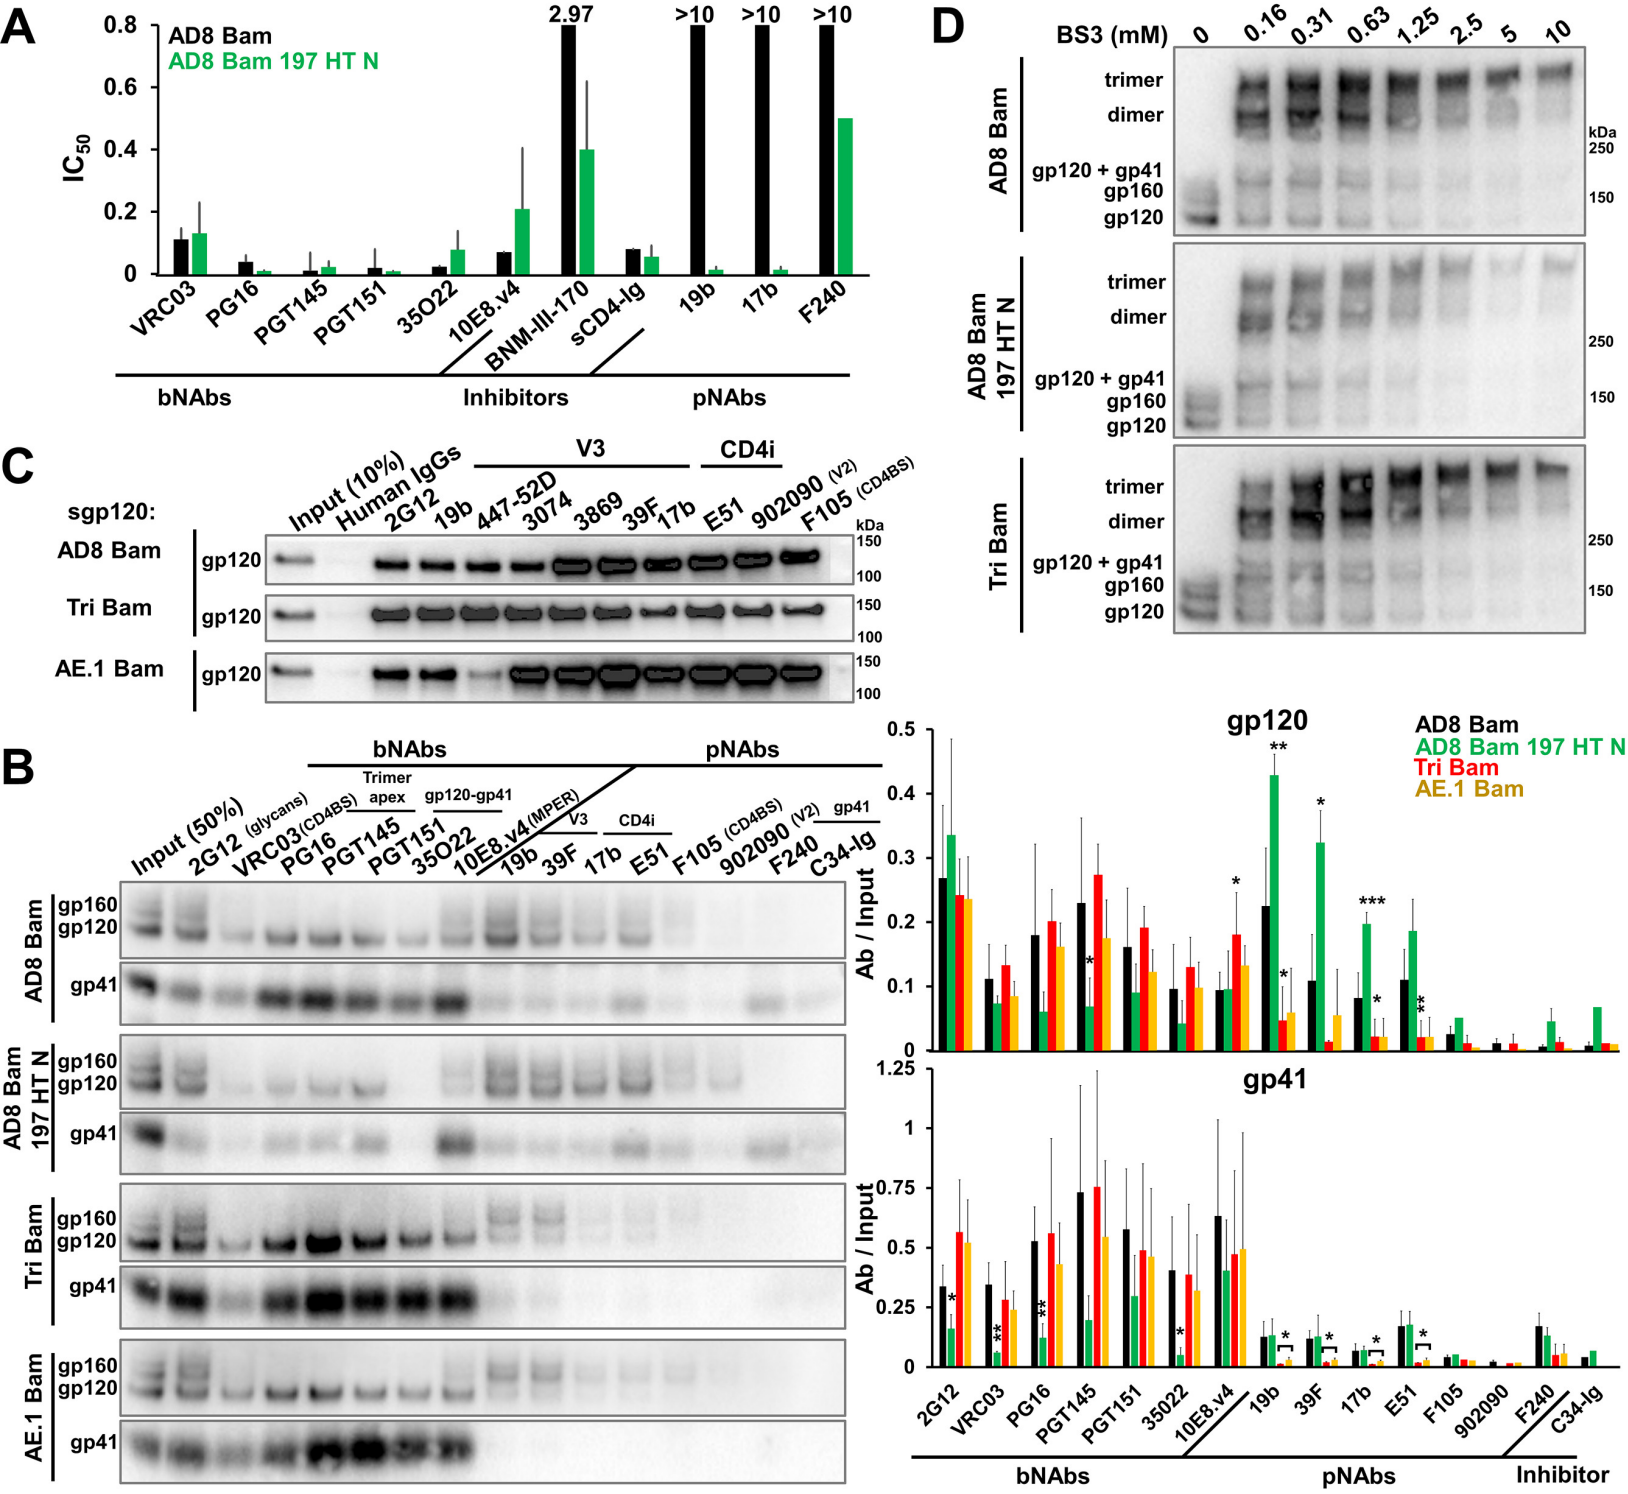 A
AD8 Bam
AD8 Bam 197 HT N
IC50
0.8
0.6
0.4
0.2
0
2.97
>10
>10
>10
VRC03
PG16
PGT145
PGT151
35O22
10E8.v4
BNM-III-170
sCD4-Ig
19b
17b
F240
bNAbs
Inhibitors
pNAbs
D
BS3 (mM)
0
0.16
0.31
0.63
1.25
2.5
5
10
AD8 Bam
trimer
dimer
gp120 + gp41
gp160
gp120
kDa
250
150
AD8 Bam
197 HT N
trimer
dimer
gp120 + gp41
gp160
gp120
250
150
Tri Bam
trimer
dimer
gp120 + gp41
gp160
gp120
250
150
C
V3
CD4i
sgp120:
Input (10%)
Human IgGs
2G12
19b
447-52D
3074
3869
39F
17b
E51
902090 (V2)
F105 (CD4BS)
kDa
AD8 Bam
gp120
150
100
Tri Bam
gp120
150
100
AE.1 Bam
gp120
150
100
B
bNAbs
pNAbs
Trimer
apex
gp120-gp41
V3
CD4i
gp41
Input (50%)
2G12 (glycans)
VRC03 (CD4BS)
PG16
PGT145
PGT151
35O22
10E8.v4 (MPER)
19b
39F
17b
E51
F105 (CD4BS)
902090 (V2)
F240
C34-Ig
AD8 Bam
gp160
gp120
gp41
AD8 Bam
197 HT N
gp160
gp120
gp41
Tri Bam
gp160
gp120
gp41
AE.1 Bam
gp160
gp120
gp41
gp120
AD8 Bam
AD8 Bam 197 HT N
Tri Bam
AE.1 Bam
Ab / Input
0.5
0.4
0.3
0.2
0.1
0
*
*
**
*
*
***
*
**
gp41
Ab / Input
1.25
1
0.75
0.5
0.25
0
*
**
**
*
*
*
*
*
2G12
VRC03
PG16
PGT145
PGT151
35022
10E8.v4
19b
39F
17b
E51
F105
902090
F240
C34-Ig
bNAbs
pNAbs
Inhibitor